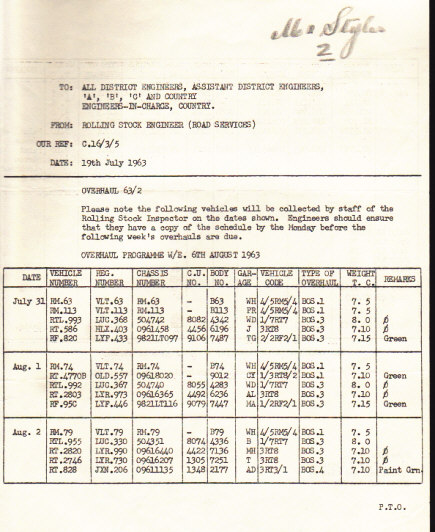 Mr Styles
2
TO: ALL DISTRICT ENGINEERS, ASSISTANT DISTRICT ENGINEERS,
'A', 'B', 'C' AND COUNTRY
ENGINEERS-IN-CHARGE, COUNTRY.
FROM: ROLLING STOCK ENGINEER (ROAD SERVICES)
OUR REF: C.16/3/5
DATE: 19th July 1963
OVERHAUL 63/2
Please note the following vehicles will be collected by staff of the
Rolling Stock Inspector on the dates shown. Engineers should ensure
that they have a copy of the schedule by the Monday before the
following week's overhauls are due.
OVERHAUL PROGRAMME W/E. 6TH AUGUST 1963
DATE VEHICLE NUMBER REG. NUMBER CHASSIS NUMBER C.U. NO. BODY NO. GAR-AGE VEHICLE CODE TYPE OF OVERHAUL WEIGHT T. C. REMARKS
July 31 RM.63 VLT.63 RM.63 - B63 WH 4/5RM5/4 BOS.1 7. 5
RM.113 VLT.113 RM.113 - B113 PR 4/5RM5/4 BOS.1 7. 5
RTL.993 LUC.368 504742 8082 4342 WD 1/7RT7 BOS.3 8. 0 Ø
RT.586 HLX.403 0961458 4456 6196 J 3RT8 BOS.3 7.10 Ø
RF.820 LYF.433 9821LT097 9106 7487 TG 2/2RF2/1 BOS.3 7.15 Green
Aug. 1 RM.74 VLT.74 RM.74 - B74 WH 4/5RM5/4 BOS.1 7. 5
RT.4770B OLD.557 09618020 - 9012 CY 1/3RT8/2 BOS.1 7.10 Green
RTL.992 LUC.367 504740 8055 4283 WD 1/7RT7 BOS.3 8. 0 Ø
RT.2803 LYR.973 09616365 4492 6236 AL 3RT8 BOS.3 7.10 Ø
RF.95C LYF.446 9821LT116 9079 7447 MA 1/2RF2/1 BOS.3 7.15 Green
Aug. 2 RM.79 VLT.79 RM.79 - B79 WH 4/5RM5/4 BOS.1 7. 5
RTL.955 LUC.330 504351 8074 4336 B 1/7RT7 BOS.3 8. 0
RT.2820 LYR.990 09616440 4422 7136 MH 3RT8 BOS.3 7.10 Ø
RT.2746 LYR.730 09616207 1305 7251 T 3RT8 BOS.3 7.10 Ø
RT.828 JXN.206 09611135 1348 2177 AD 3RT3/1 BOS.4 7.10 Paint Grn.
P.T.O.